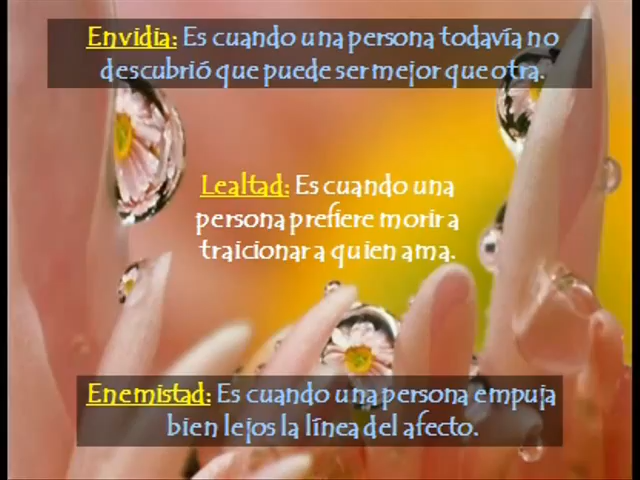 Envidia: Es cuando una persona todavía no
descubrió que puede ser mejor que otra.
Lealtad: Es cuando una
persona prefiere morir a
traicionar a quien ama.
Enemistad: Es cuando una persona empuja
bien lejos la línea del afecto.